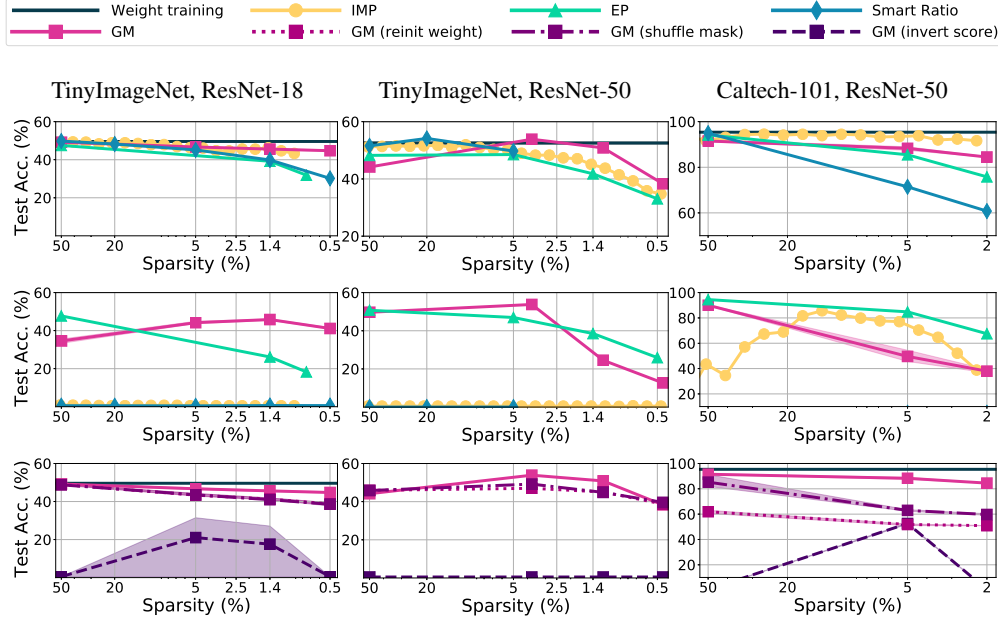 Weight training IMP EP Smart Ratio
GM GM (reinit weight) GM (shuffle mask) GM (invert score)
TinyImageNet, ResNet-18 TinyImageNet, ResNet-50 Caltech-101, ResNet-50
Test Acc. (%)
60
40
20
50 20 5 2.5 1.4 0.5
Sparsity (%)
60
40
20
50 20 5 2.5 1.4 0.5
Sparsity (%)
100
80
60
50 20 5 2
Sparsity (%)
Test Acc. (%)
60
40
20
50 20 5 2.5 1.4 0.5
Sparsity (%)
60
40
20
50 20 5 2.5 1.4 0.5
Sparsity (%)
100
80
60
40
20
50 20 5 2
Sparsity (%)
Test Acc. (%)
60
40
20
50 20 5 2.5 1.4 0.5
Sparsity (%)
60
40
20
50 20 5 2.5 1.4 0.5
Sparsity (%)
100
80
60
40
20
50 20 5 2
Sparsity (%)